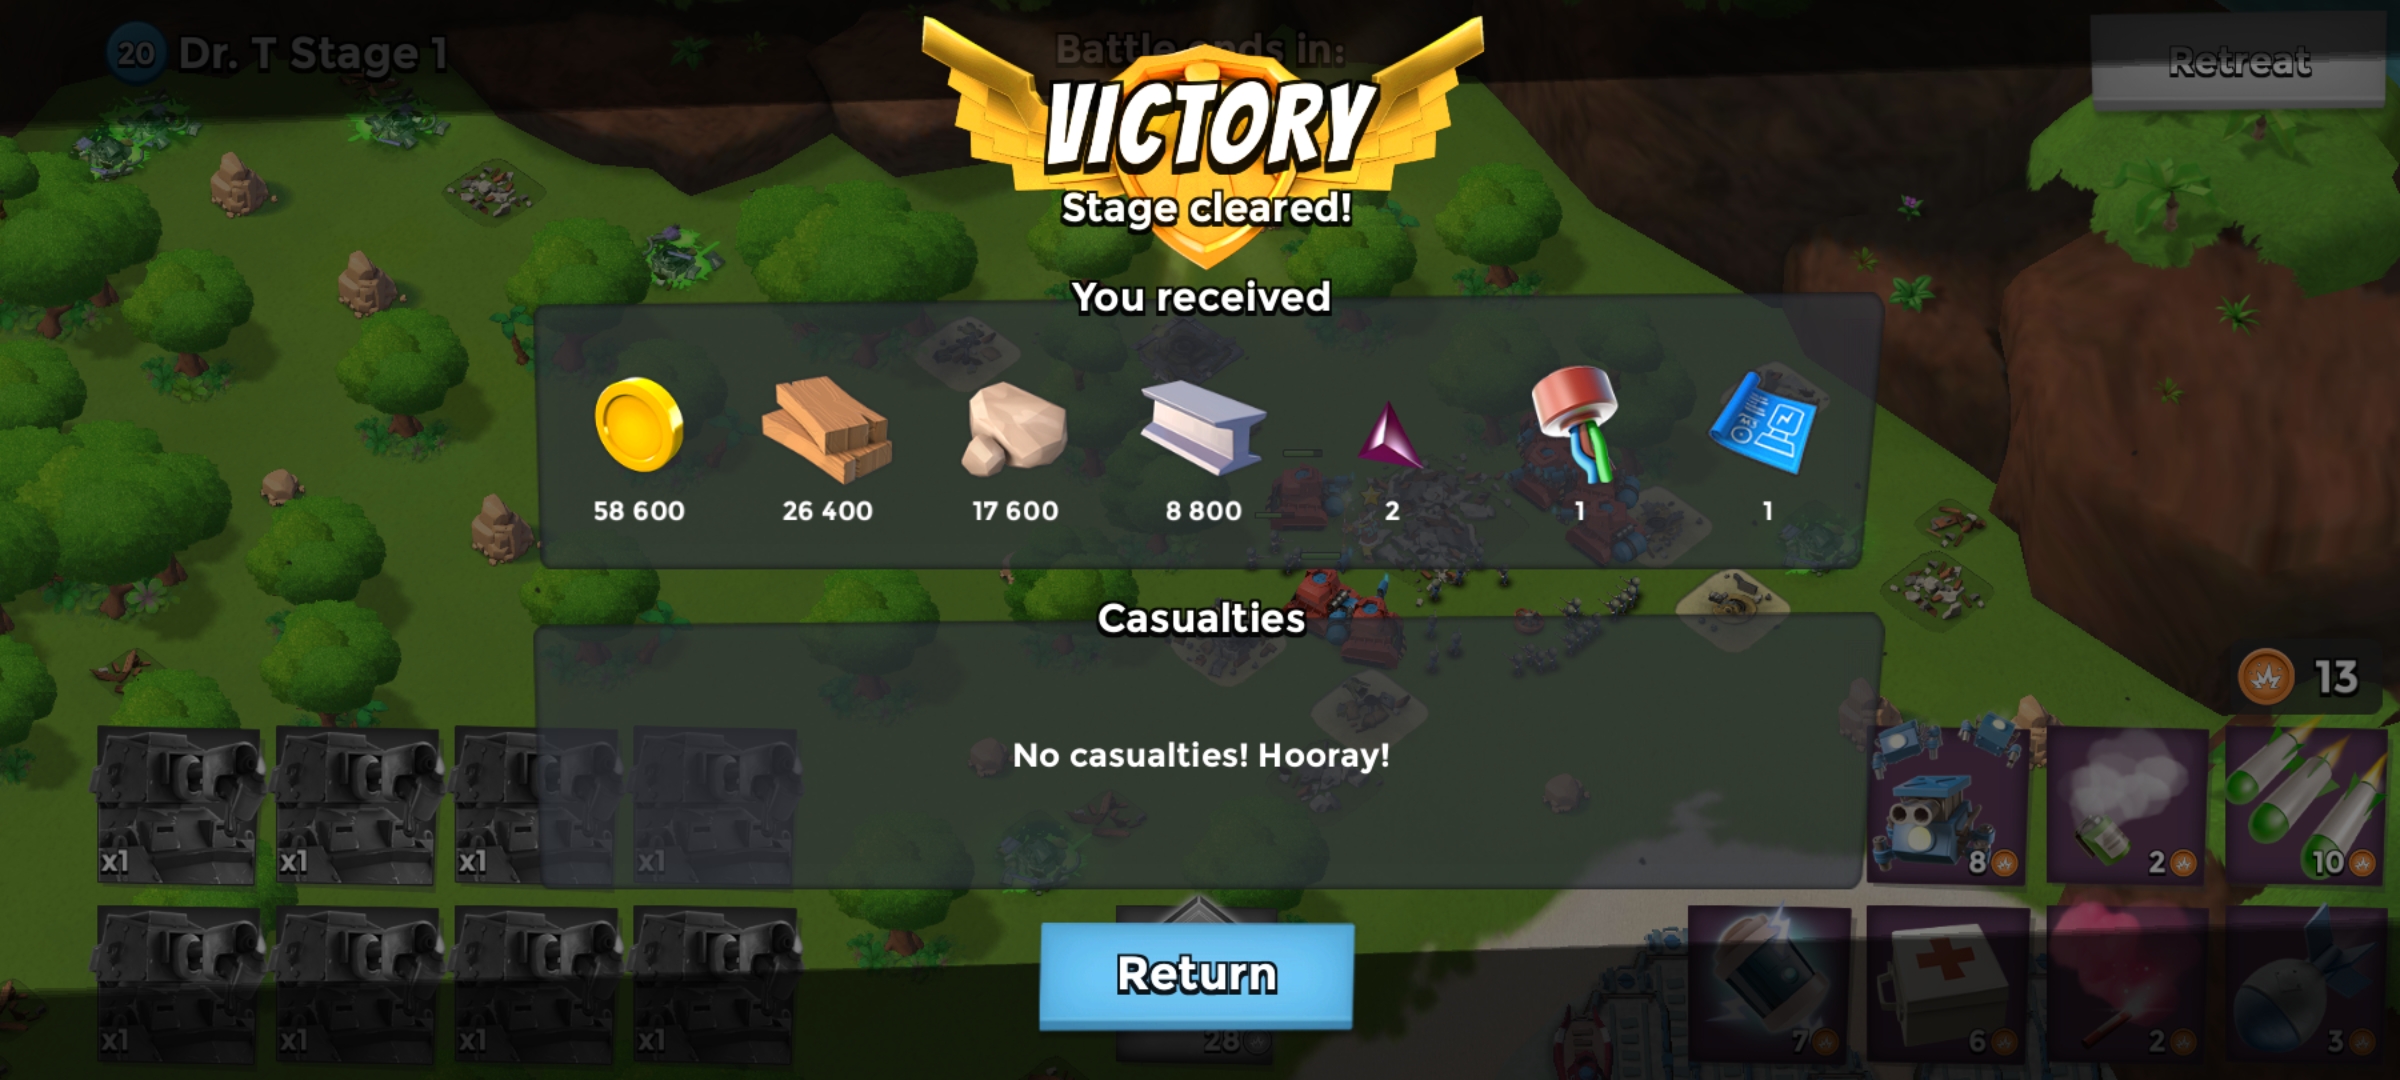 20 Dr. T Stage 1
Battle ends in:
Retreat
VICTORY
Stage cleared!
You received
58 600
26 400
17 600
8 800
2
1
1
Casualties
No casualties! Hooray!
13
x1
x1
x1
x1
8
2
10
x1
x1
x1
x1
Return
28
7
6
2
3